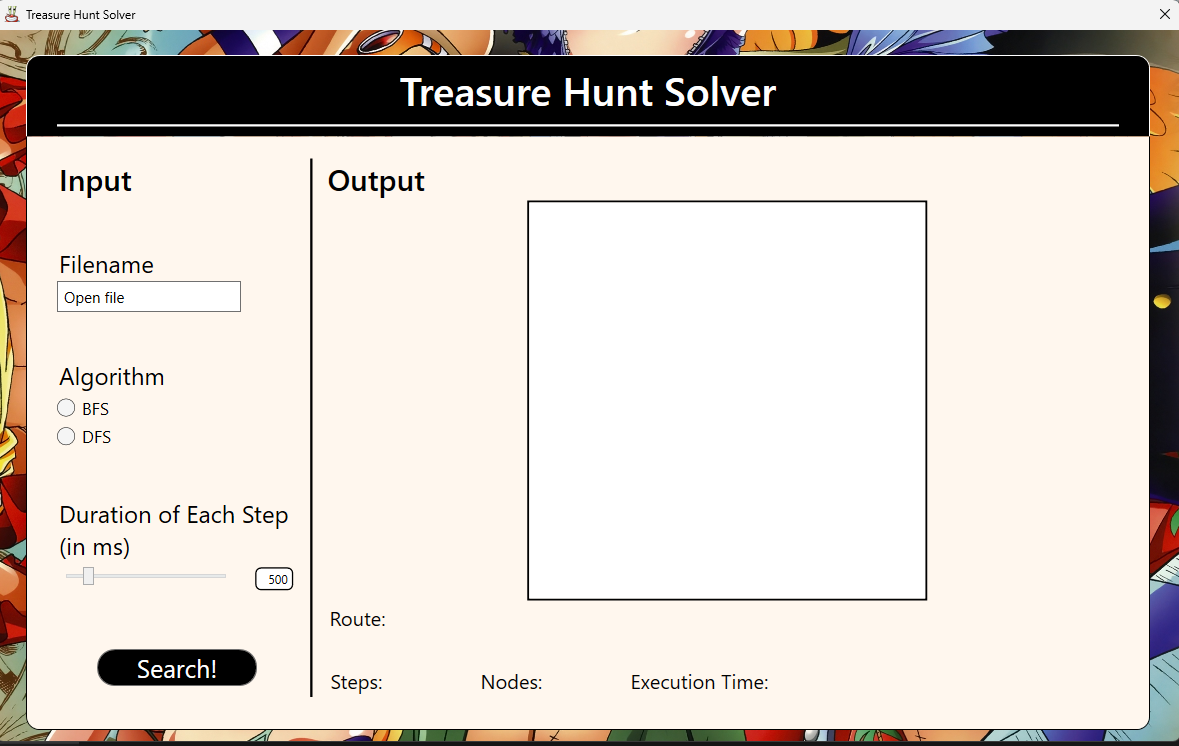 Treasure Hunt Solver
Treasure Hunt Solver
Input
Filename
Open file
Algorithm
BFS
DFS
Duration of Each Step
(in ms)
500
Search!
Output
Route:
Steps:
Nodes:
Execution Time: